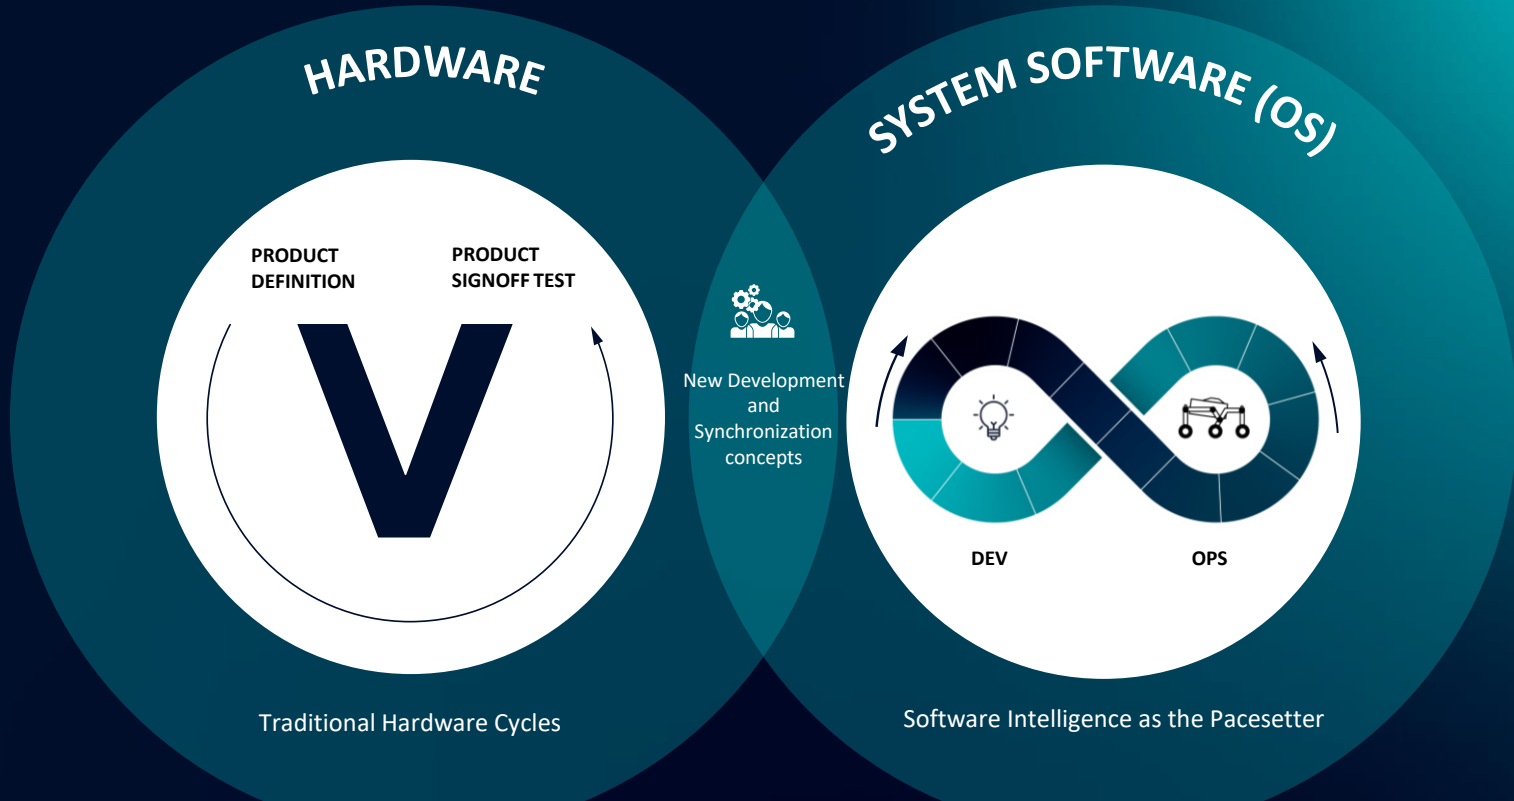 HARDWARE
PRODUCT
DEFINITION
PRODUCT
SIGNOFF TEST
V
Traditional Hardware Cycles
New Development
and
Synchronization
concepts
SYSTEM SOFTWARE (OS)
DEV
OPS
Software Intelligence as the Pacesetter